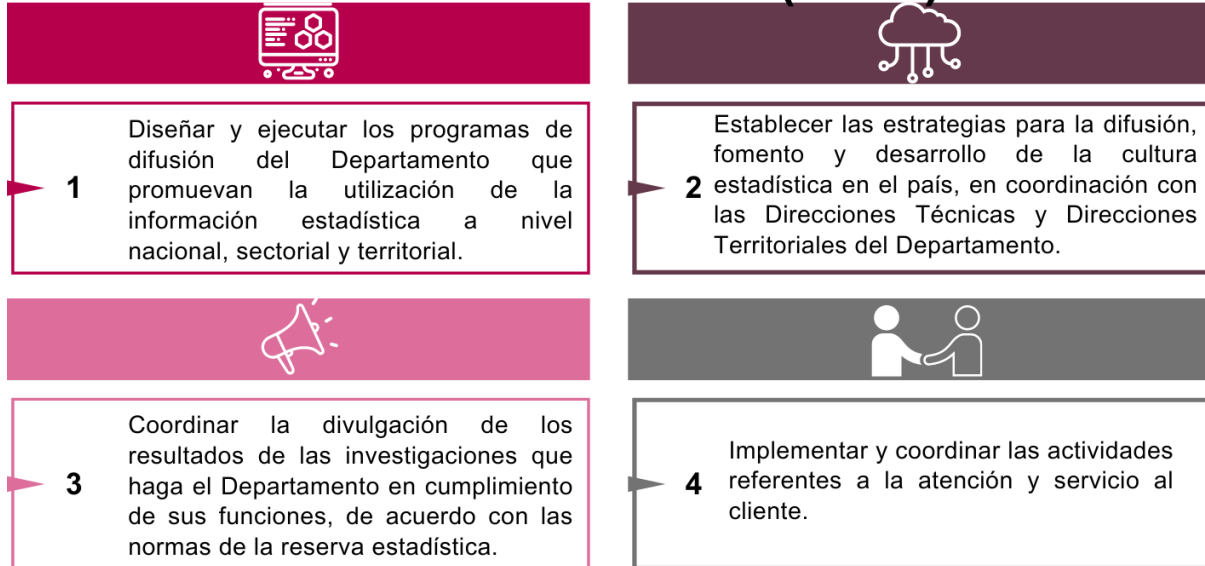 1
Diseñar y ejecutar los programas de
difusión del Departamento que
promuevan la utilización de la
información estadística a nivel
nacional, sectorial y territorial.
2
Establecer las estrategias para la difusión,
fomento y desarrollo de la cultura
estadística en el país, en coordinación con
las Direcciones Técnicas y Direcciones
Territoriales del Departamento.
3
Coordinar la divulgación de los
resultados de las investigaciones que
haga el Departamento en cumplimiento
de sus funciones, de acuerdo con las
normas de la reserva estadística.
4
Implementar y coordinar las actividades
referentes a la atención y servicio al
cliente.